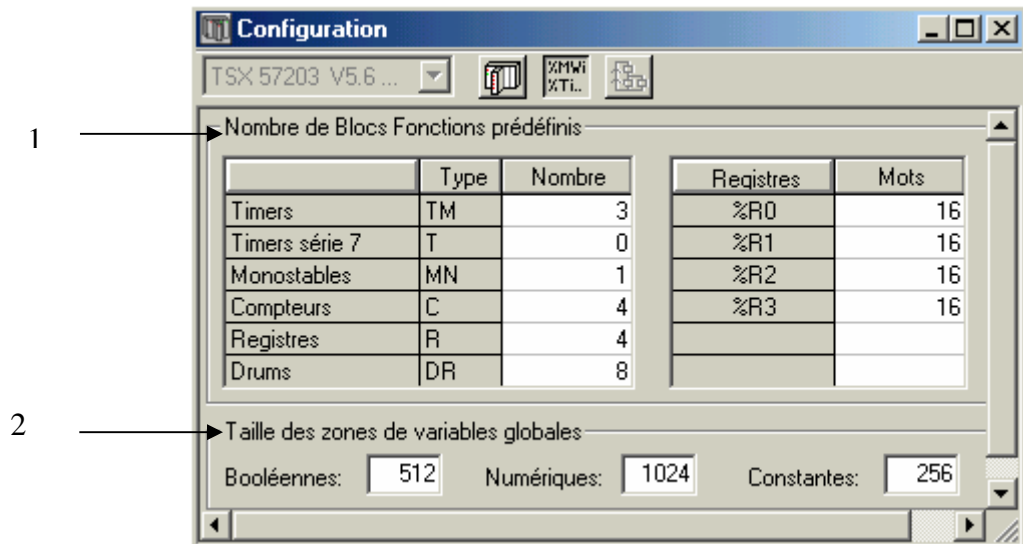 Configuration
TSX 57203 V5.6 ...
%MWi
%Ti..
1
Nombre de Blocs Fonctions prédéfinis
Type Nombre Registres Mots
Timers TM 3 %R0 16
Timers série 7 T 0 %R1 16
Monostables MN 1 %R2 16
Compteurs C 4 %R3 16
Registres R 4
Drums DR 8
2
Taille des zones de variables globales
Booléennes: 512 Numériques: 1024 Constantes: 256